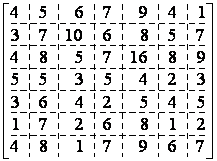 4 5 6 7 9 4 1
3 7 10 6 8 5 7
4 8 5 7 16 8 9
5 5 3 5 4 2 3
3 6 4 2 5 4 5
1 7 2 6 8 1 2
4 8 1 7 9 6 7